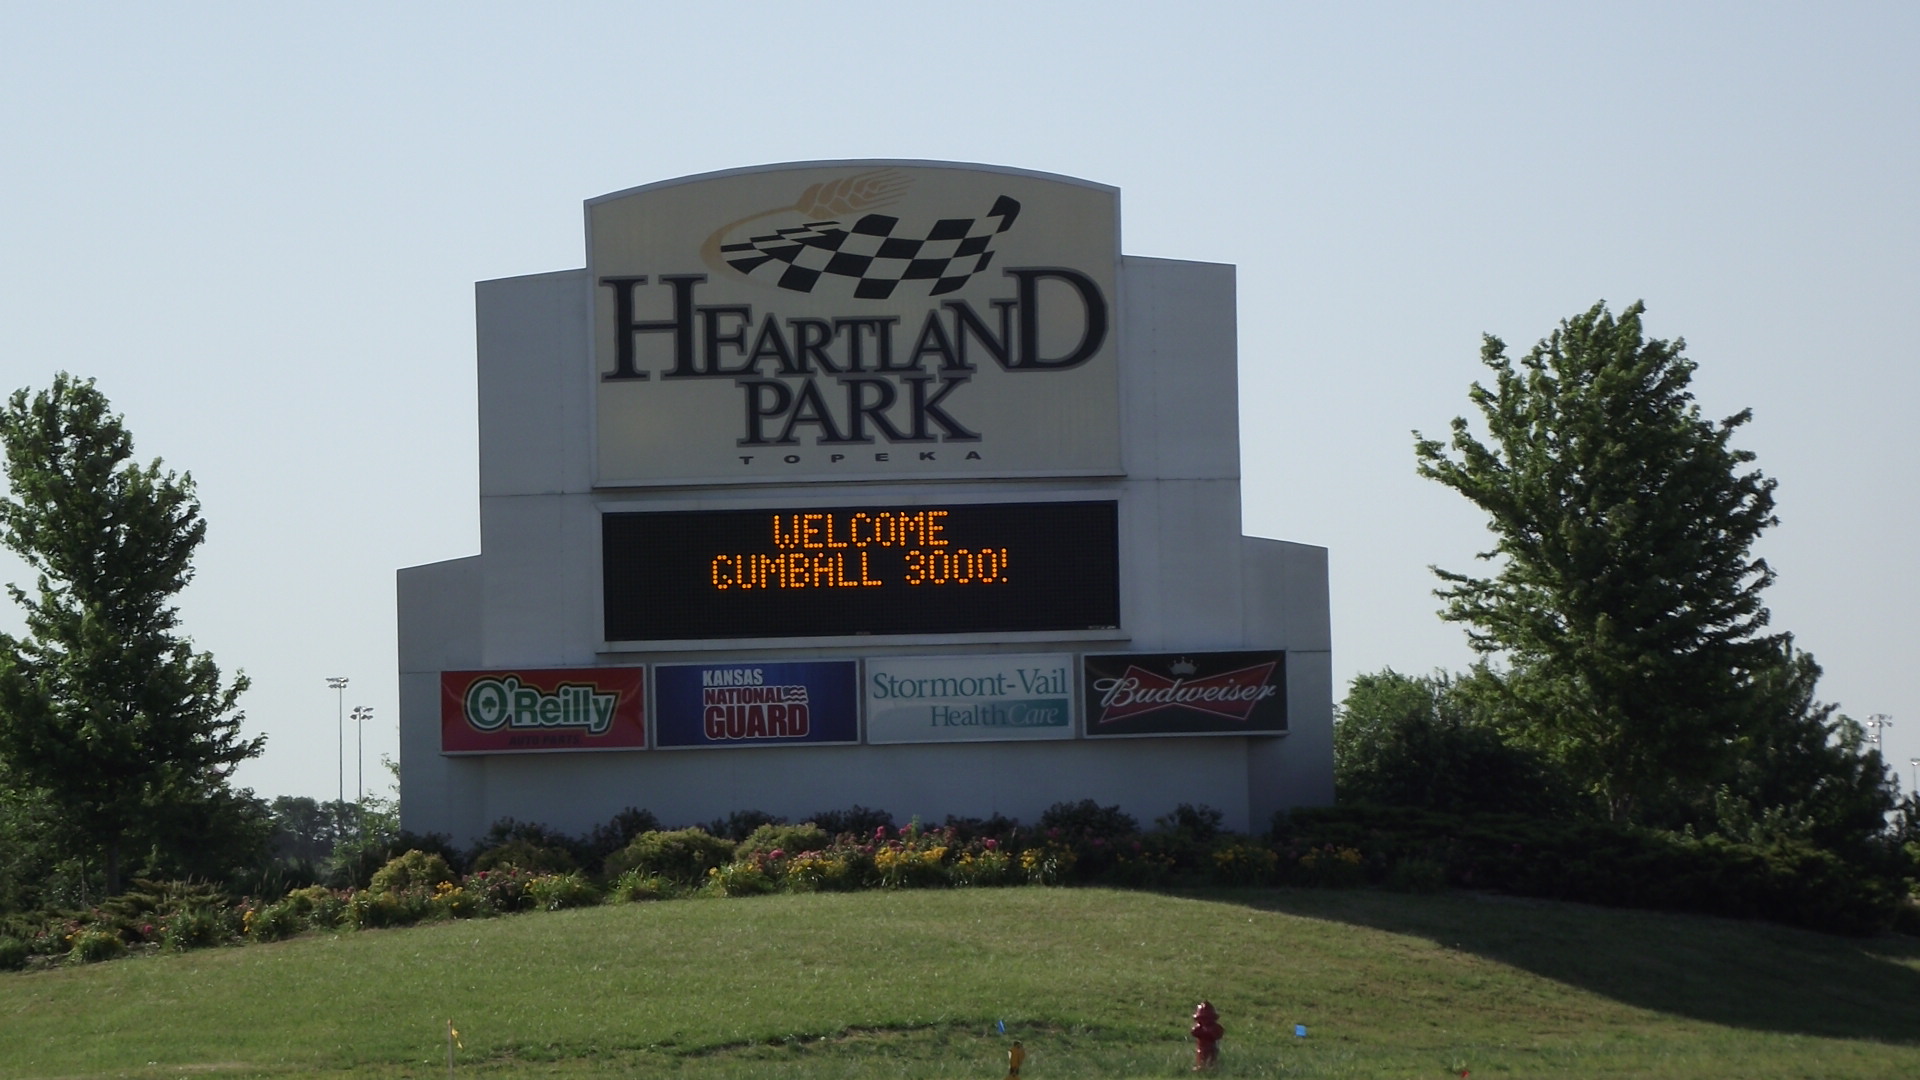 HEARTLAND
PARK
TOPEKA
WELCOME
GUMBALL 3000!
O'Reilly
AUTO PARTS
KANSAS
NATIONAL
GUARD
Stormont-Vail
HealthCare
Budweiser